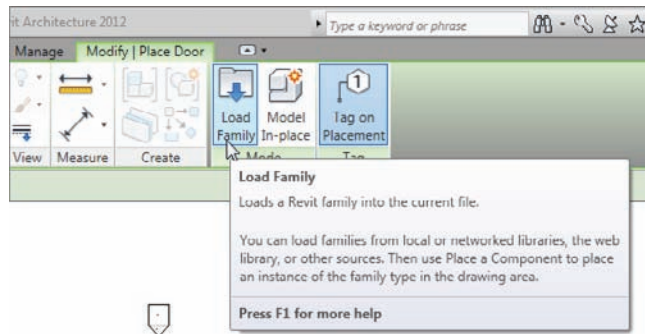 it Architecture 2012
Type a keyword or phrase
Manage Modify | Place Door
Load Family
Model In-place
1
Tag on Placement
View Measure Create Mode Tag
Load Family
Loads a Revit family into the current file.
You can load families from local or networked libraries, the web
library, or other sources. Then use Place a Component to place
an instance of the family type in the drawing area.
Press F1 for more help